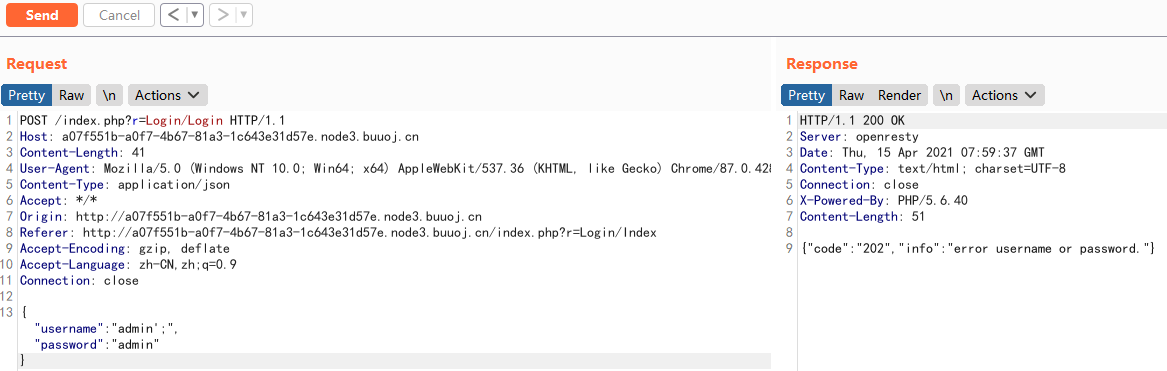 Send Cancel < ▼ > ▼
Request
Pretty Raw \n Actions
1 POST /index.php?r=Login/Login HTTP/1.1
2 Host: a07f551b-a0f7-4b67-81a3-1c643e31d57e.node3.buuoj.cn
3 Content-Length: 41
4 User-Agent: Mozilla/5.0 (Windows NT 10.0; Win64; x64) AppleWebKit/537.36 (KHTML, like Gecko) Chrome/87.0.428
5 Content-Type: application/json
6 Accept: */*
7 Origin: http://a07f551b-a0f7-4b67-81a3-1c643e31d57e.node3.buuoj.cn
8 Referer: http://a07f551b-a0f7-4b67-81a3-1c643e31d57e.node3.buuoj.cn/index.php?r=Login/Index
9 Accept-Encoding: gzip, deflate
10 Accept-Language: zh-CN,zh;q=0.9
11 Connection: close
12
13 {
"username":"admin';",
"password":"admin"
}
Response
Pretty Raw Render \n Actions
1 HTTP/1.1 200 OK
2 Server: openresty
3 Date: Thu, 15 Apr 2021 07:59:37 GMT
4 Content-Type: text/html; charset=UTF-8
5 Connection: close
6 X-Powered-By: PHP/5.6.40
7 Content-Length: 51
8
9 {"code":"202","info":"error username or password."}